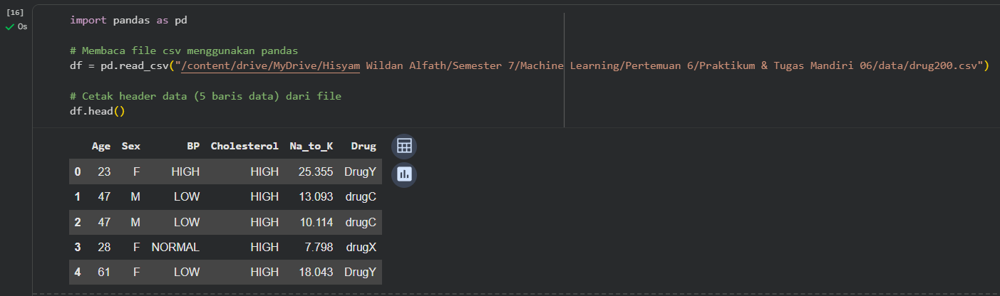 [16]
0s
import pandas as pd
# Membaca file csv menggunakan pandas
df = pd.read_csv("/content/drive/MyDrive/Hisyam Wildan Alfath/Semester 7/Machine Learning/Pertemuan 6/Praktikum & Tugas Mandiri 06/data/drug200.csv")
# Cetak header data (5 baris data) dari file
df.head()
Age Sex BP Cholesterol Na_to_K Drug
0 23 F HIGH HIGH 25.355 DrugY
1 47 M LOW HIGH 13.093 drugC
2 47 M LOW HIGH 10.114 drugC
3 28 F NORMAL HIGH 7.798 drugX
4 61 F LOW HIGH 18.043 DrugY